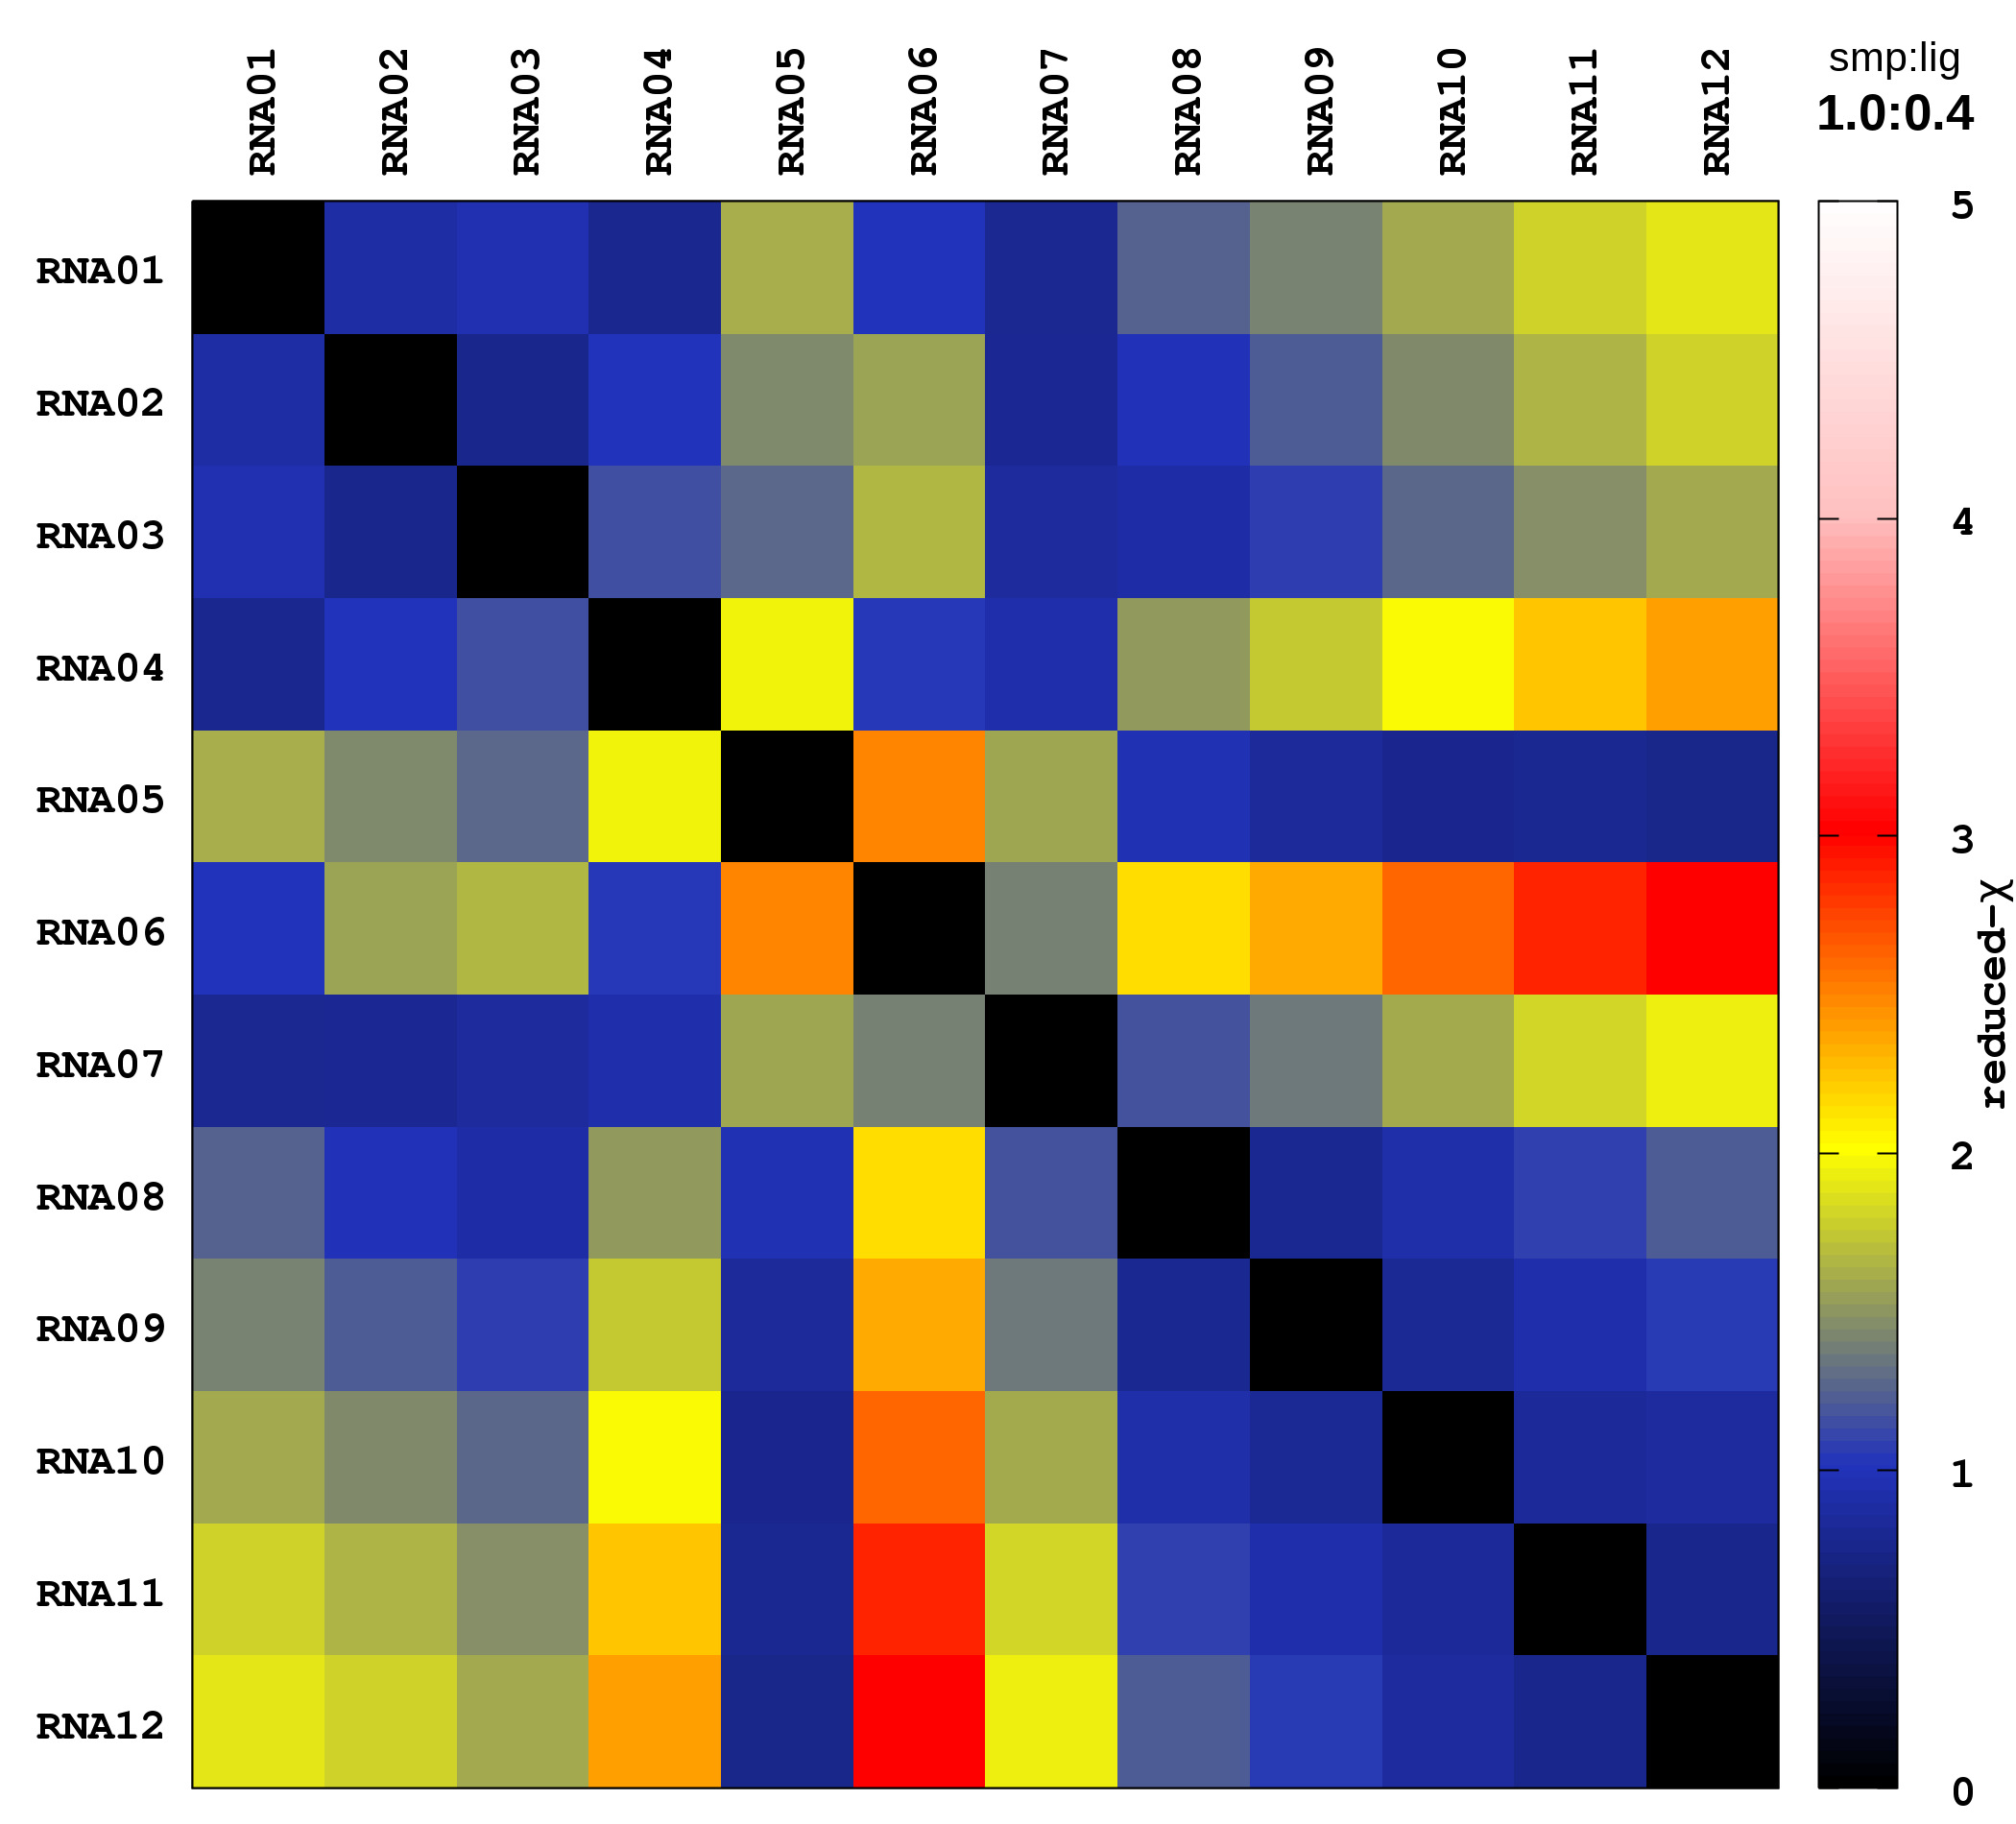 RNA01 RNA02 RNA03 RNA04 RNA05 RNA06 RNA07 RNA08 RNA09 RNA10 RNA11 RNA12
smp:lig
1.0:0.4
RNA01
RNA02
RNA03
RNA04
RNA05
RNA06
RNA07
RNA08
RNA09
RNA10
RNA11
RNA12
5
4
3
2
1
0
reduced-χ